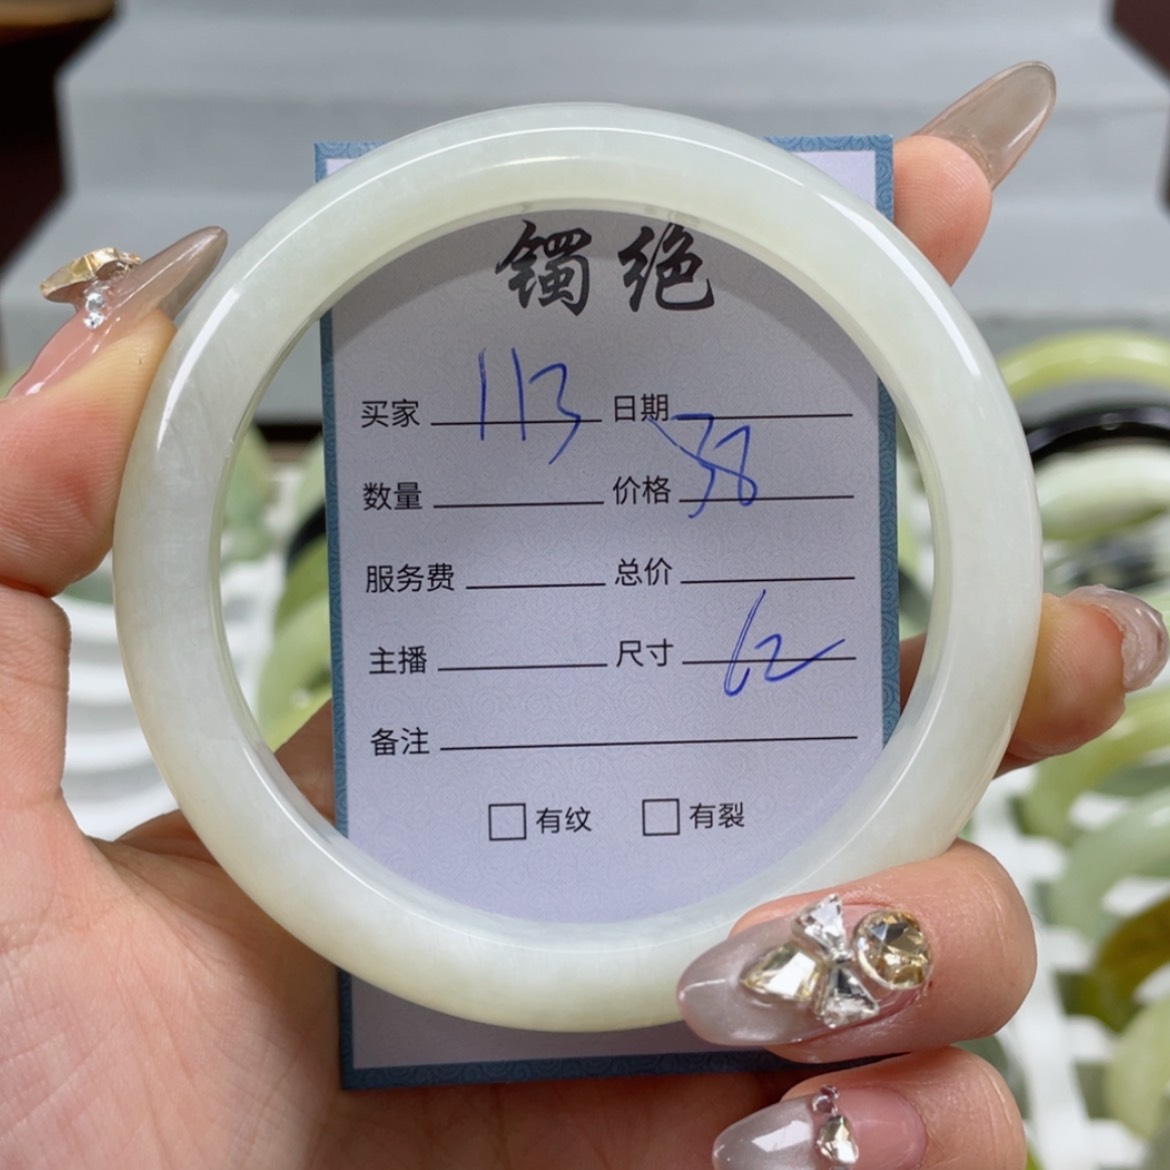 镯绝
买家 113 日期
数量 价格 38
服务费 总价
主播 尺寸 62
备注
有纹 有裂